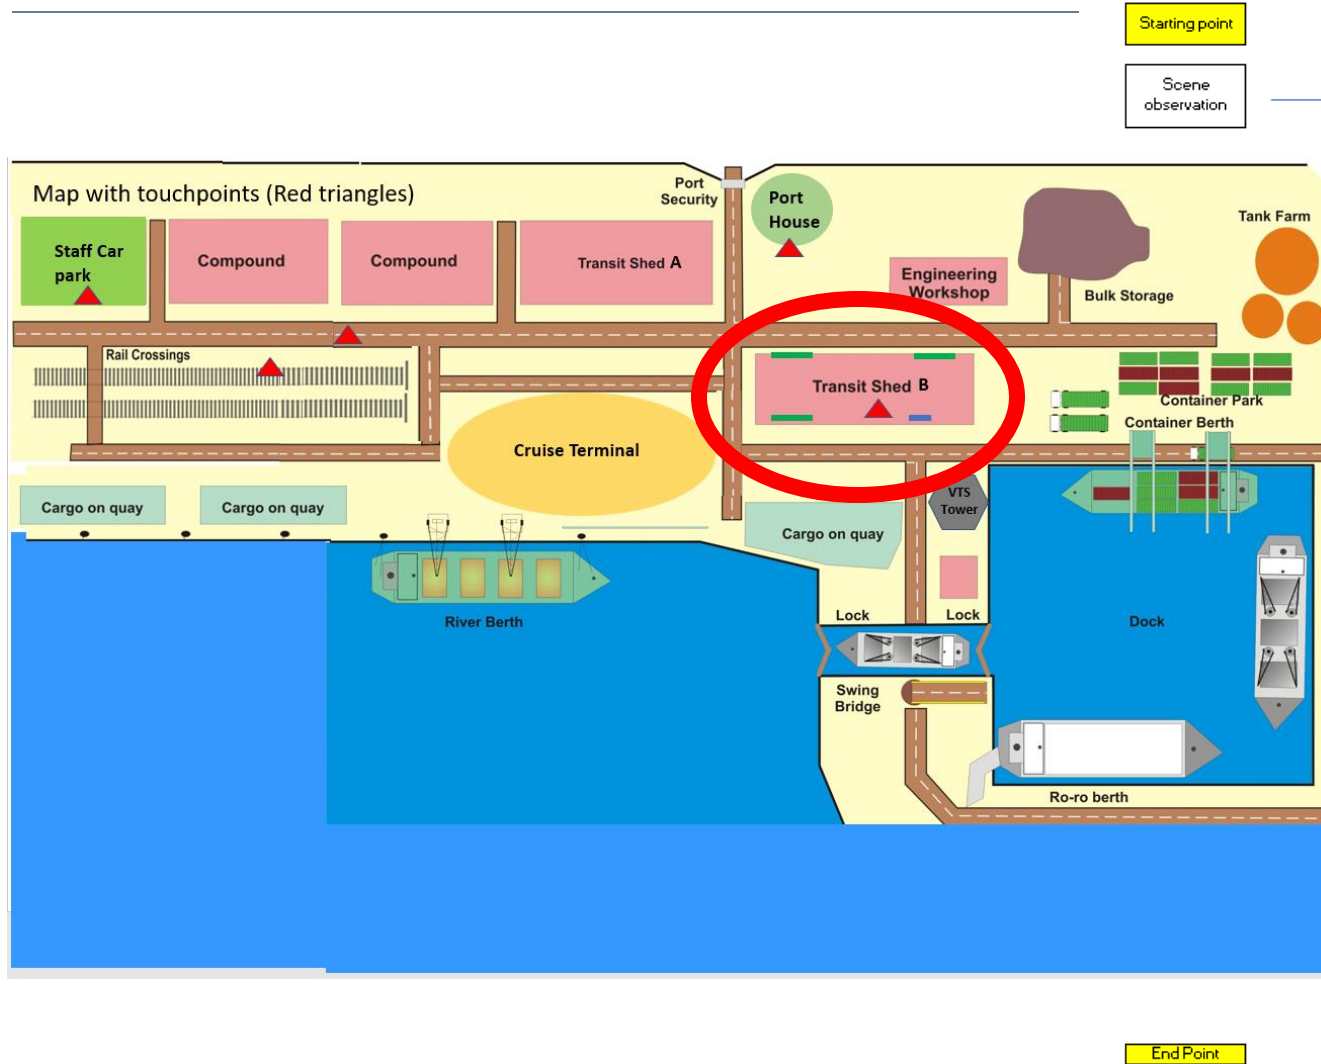 Starting point
Scene
observation
Map with touchpoints (Red triangles)
Port
Security
Port
House
Tank Farm
Staff Car
park
Compound
Compound
Transit Shed A
Engineering
Workshop
Bulk Storage
Rail Crossings
Transit Shed B
Container Park
Container Berth
Cruise Terminal
VTS
Tower
Cargo on quay
Cargo on quay
Cargo on quay
River Berth
Lock
Lock
Dock
Swing
Bridge
Ro-ro berth
End Point